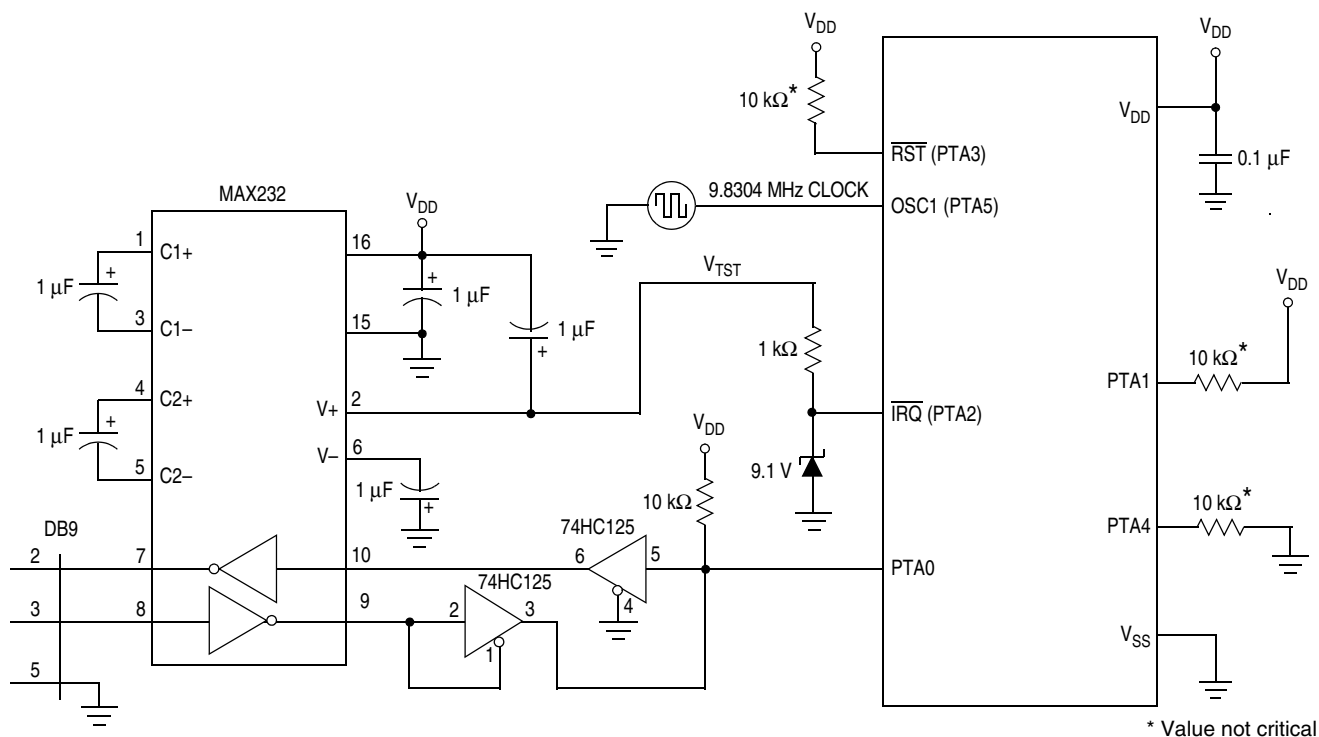 V_DD
V_DD
10 kΩ*
V_DD
0.1 μF
RST (PTA3)
MAX232
9.8304 MHz CLOCK
OSC1 (PTA5)
V_DD
1
C1+
16
+
1 μF
+
1 μF
V_TST
V_DD
3
C1–
15
1 μF
+
1 kΩ
10 kΩ*
PTA1
4
C2+
V+
2
IRQ (PTA2)
+
1 μF
V_DD
V–
6
5
C2–
1 μF
+
9.1 V
10 kΩ
10 kΩ*
PTA4
DB9
74HC125
2
7
10
6
5
PTA0
74HC125
4
3
8
9
2
3
1
V_SS
5
* Value not critical